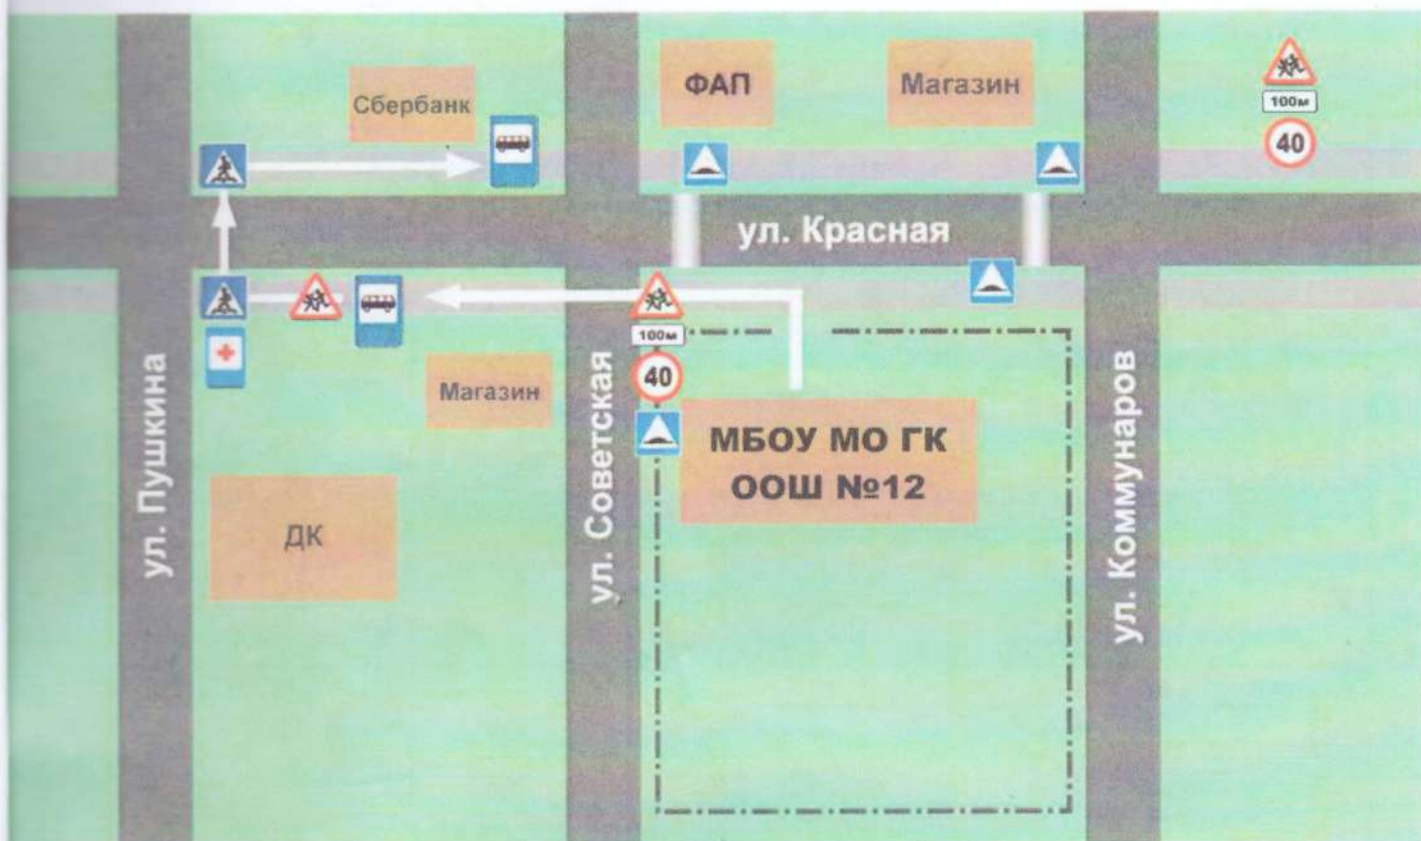 Сбербанк
ФАП
Магазин
100м
40
ул. Красная
100м
40
Магазин
МБОУ МО ГК
ООШ №12
ДК
ул. Пушкина
ул. Советская
ул. Коммунаров